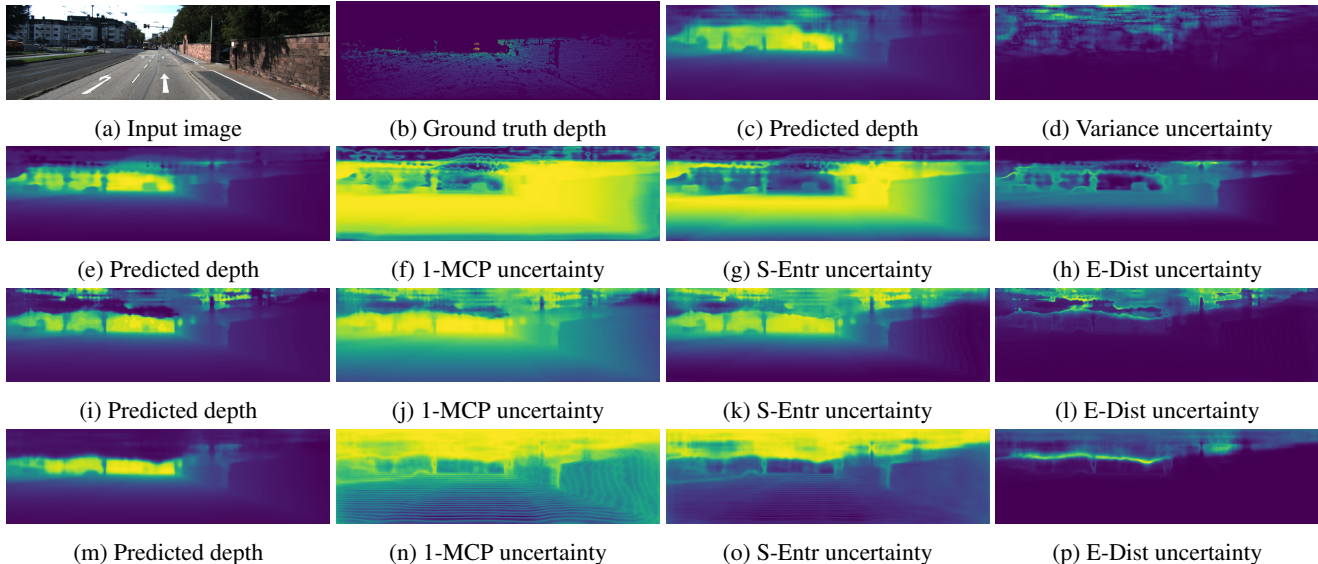 (a) Input image
(b) Ground truth depth
(c) Predicted depth
(d) Variance uncertainty
(e) Predicted depth
(f) 1-MCP uncertainty
(g) S-Entr uncertainty
(h) E-Dist uncertainty
(i) Predicted depth
(j) 1-MCP uncertainty
(k) S-Entr uncertainty
(l) E-Dist uncertainty
(m) Predicted depth
(n) 1-MCP uncertainty
(o) S-Entr uncertainty
(p) E-Dist uncertainty